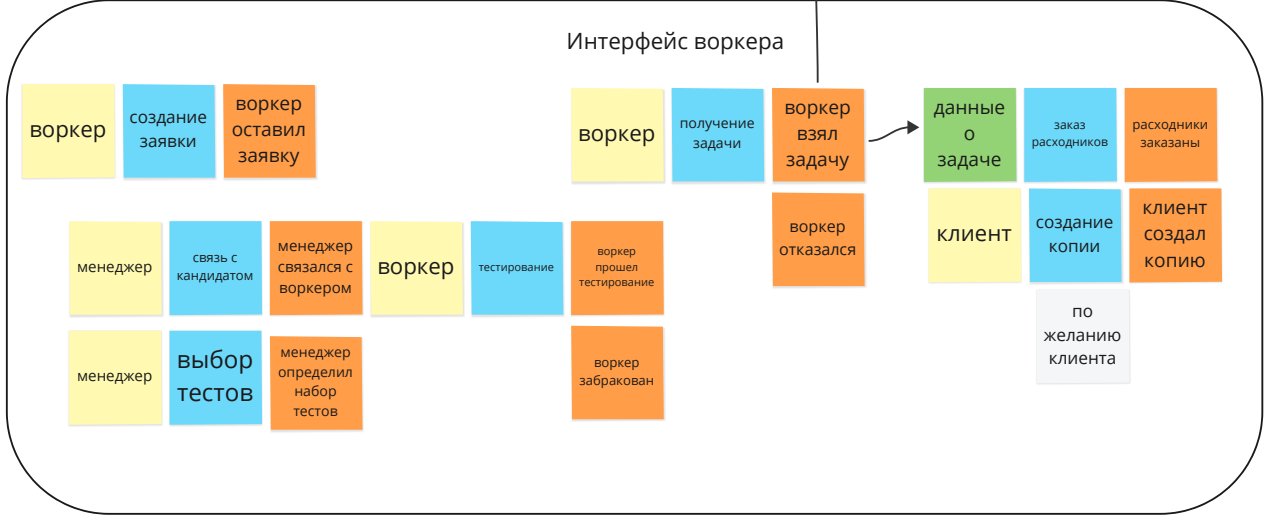 Интерфейс воркера
воркер
создание
заявки
воркер
оставил
заявку
воркер
получение
задачи
воркер
взял
задачу
данные
о
задаче
заказ
расходников
расходники
заказаны
воркер
отказался
клиент
создание
копии
клиент
создал
копию
по
желанию
клиента
менеджер
связь с
кандидатом
менеджер
связался с
воркером
воркер
тестирование
воркер
прошел
тестирование
менеджер
выбор
тестов
менеджер
определил
набор
тестов
воркер
забракован